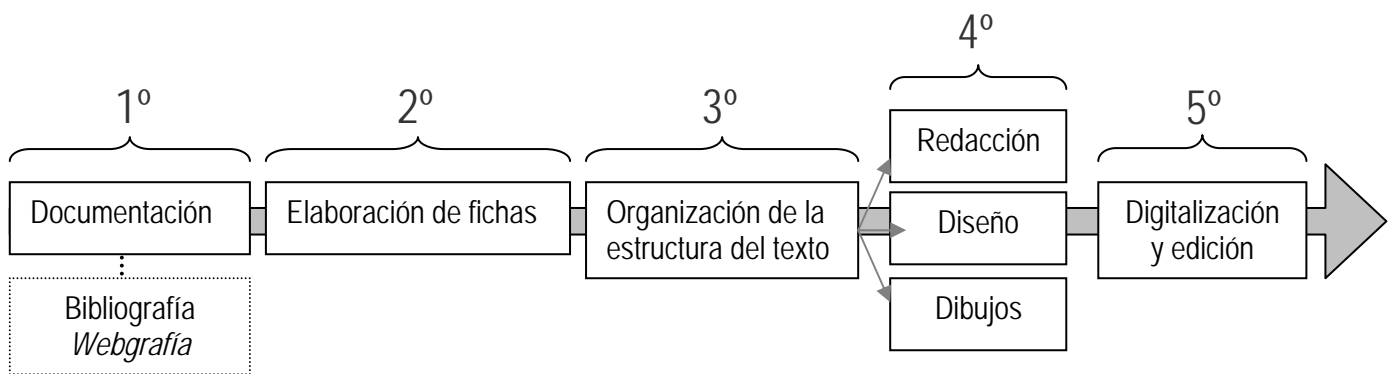 1º
Documentación
Bibliografía
Webgrafía
2º
Elaboración de fichas
3º
Organización de la
estructura del texto
4º
Redacción
Diseño
Dibujos
5º
Digitalización
y edición